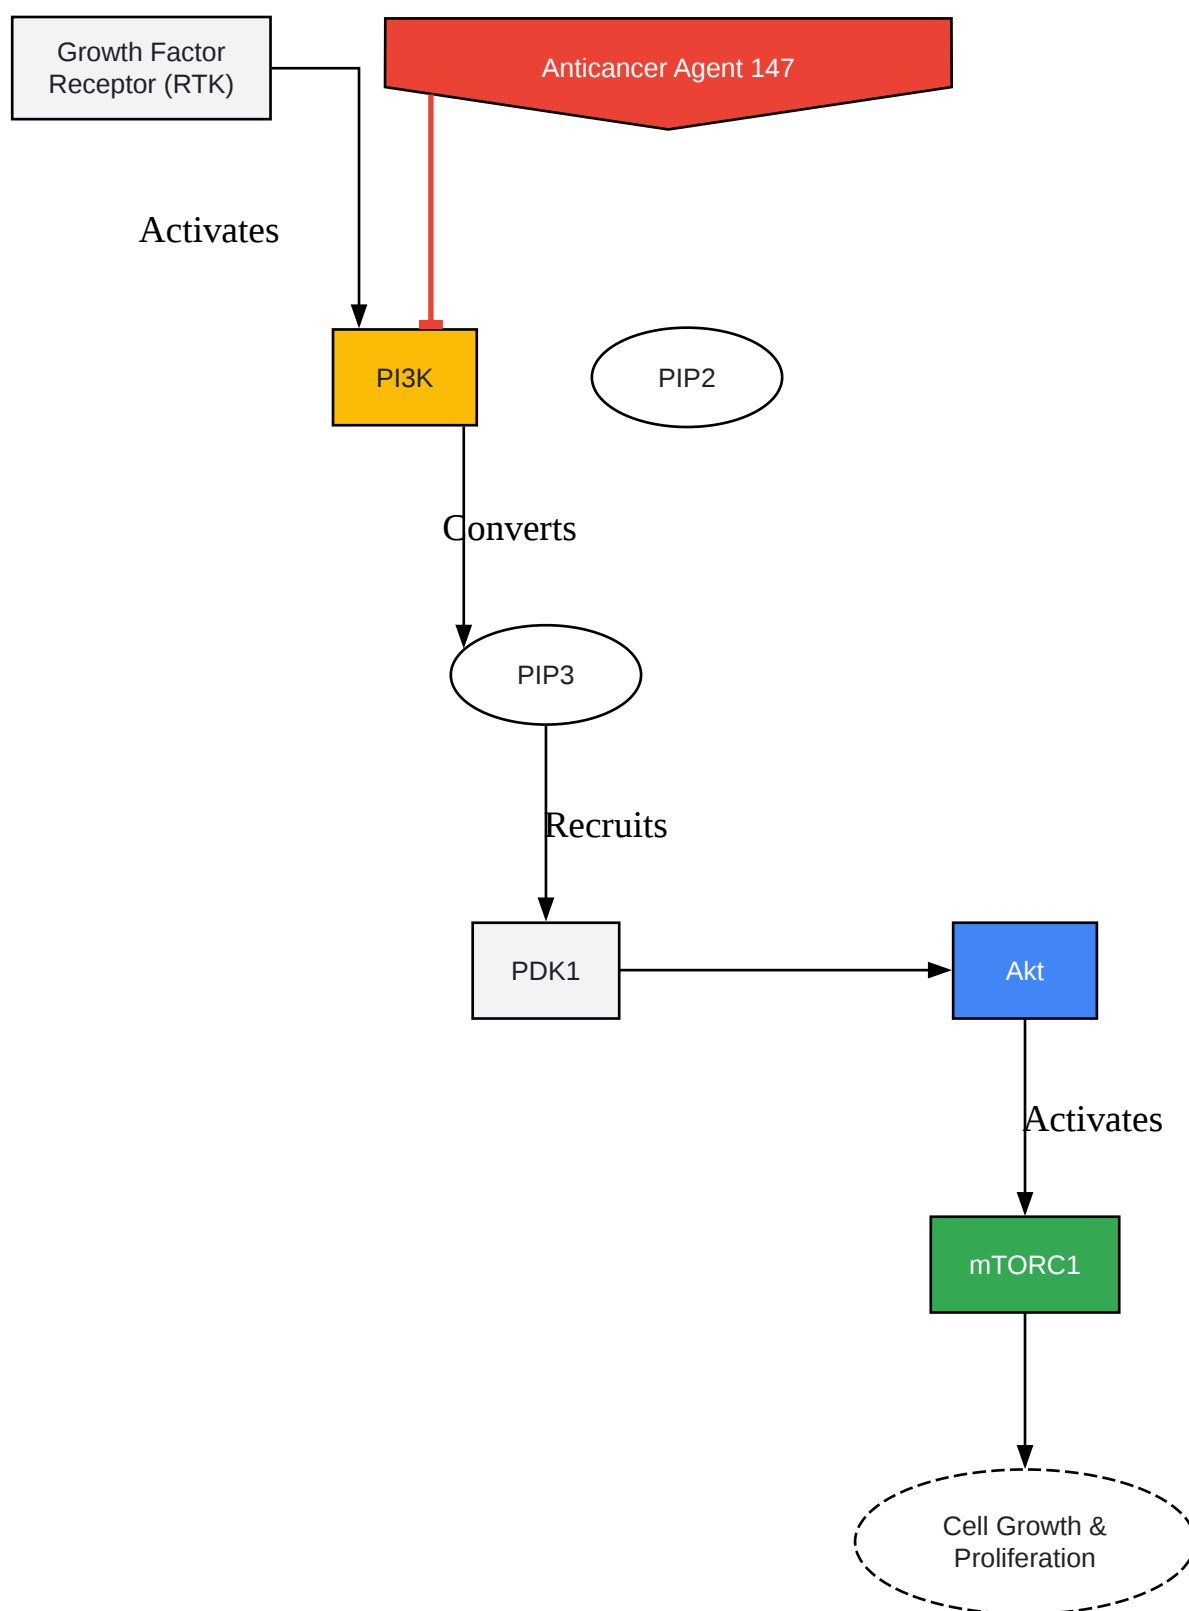 Growth Factor
Receptor (RTK)
Anticancer Agent 147
Activates
PI3K
PIP2
Converts
PIP3
Recruits
PDK1
Akt
Activates
mTORC1
Cell Growth &
Proliferation